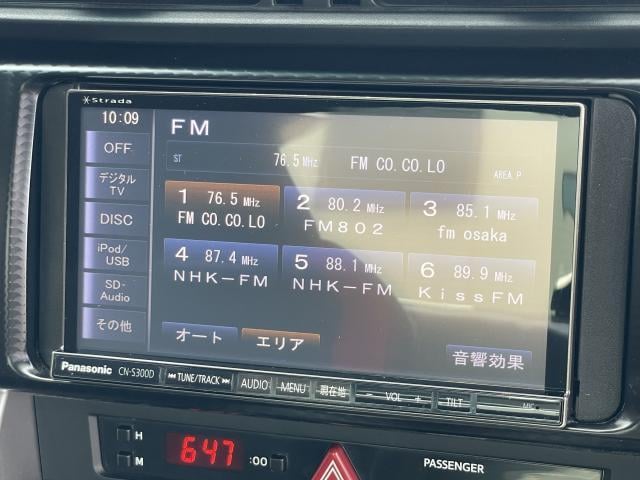 Strada
10:09
FM
OFF
ST 76.5 MHz FM CO.CO.LO AREA P
デジタル
TV
1 76.5 MHz
FM CO.CO.LO
2 80.2 MHz
FM802
3 85.1 MHz
fm osaka
DISC
iPod/
USB
4 87.4 MHz
NHK-FM
5 88.1 MHz
NHK-FM
6 89.9 MHz
KissFM
SD-
Audio
その他
オート
エリア
音響効果
Panasonic CN-S300D TUNE/TRACK AUDIO MENU 現在地 - VOL + TILT MIC
H
M
6:47 :00
PASSENGER